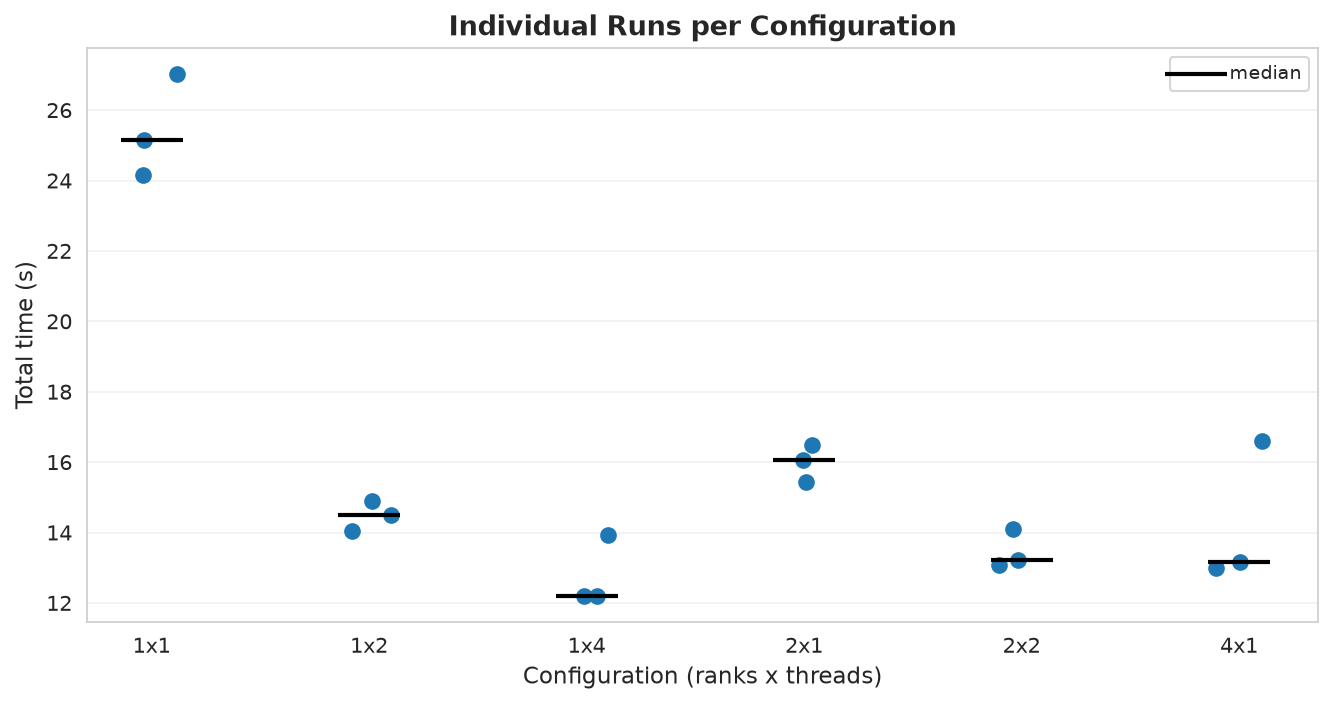 Individual Runs per Configuration
median
Total time (s)
26
24
22
20
18
16
14
12
1x1 1x2 1x4 2x1 2x2 4x1
Configuration (ranks x threads)